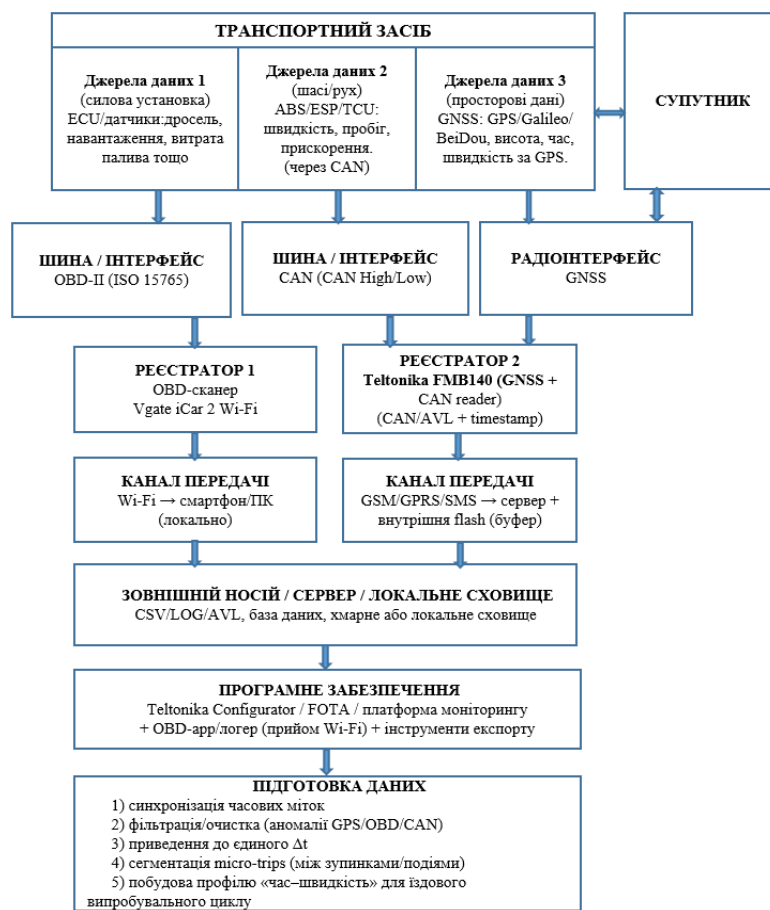 ТРАНСПОРТНИЙ ЗАСІБ
Джерела даних 1
(силова установка)
ECU/датчики:дросель,
навантаження, витрата
палива тощо
Джерела даних 2
(шасі/рух)
ABS/ESP/TCU:
швидкість, пробіг,
прискорення.
(через CAN)
Джерела даних 3
(просторові дані)
GNSS: GPS/Galileo/
BeiDou, висота, час,
швидкість за GPS.
СУПУТНИК
ШИНА / ІНТЕРФЕЙС
OBD-II (ISO 15765)
ШИНА / ІНТЕРФЕЙС
CAN (CAN High/Low)
РАДІОІНТЕРФЕЙС
GNSS
РЕЄСТРАТОР 1
OBD-сканер
Vgate iCar 2 Wi-Fi
РЕЄСТРАТОР 2
Teltonika FMB140 (GNSS +
CAN reader)
(CAN/AVL + timestamp)
КАНАЛ ПЕРЕДАЧІ
Wi-Fi → смартфон/ПК
(локально)
КАНАЛ ПЕРЕДАЧІ
GSM/GPRS/SMS → сервер +
внутрішня flash (буфер)
ЗОВНІШНІЙ НОСІЙ / СЕРВЕР / ЛОКАЛЬНЕ СХОВИЩЕ
CSV/LOG/AVL, база даних, хмарне або локальне сховище
ПРОГРАМНЕ ЗАБЕЗПЕЧЕННЯ
Teltonika Configurator / FOTA / платформа моніторингу
+ OBD-app/логер (прийом Wi-Fi) + інструменти експорту
ПІДГОТОВКА ДАНИХ
1) синхронізація часових міток
2) фільтрація/очистка (аномалії GPS/OBD/CAN)
3) приведення до єдиного Δt
4) сегментація micro-trips (між зупинками/подіями)
5) побудова профілю «час–швидкість» для їздового
випробувального циклу